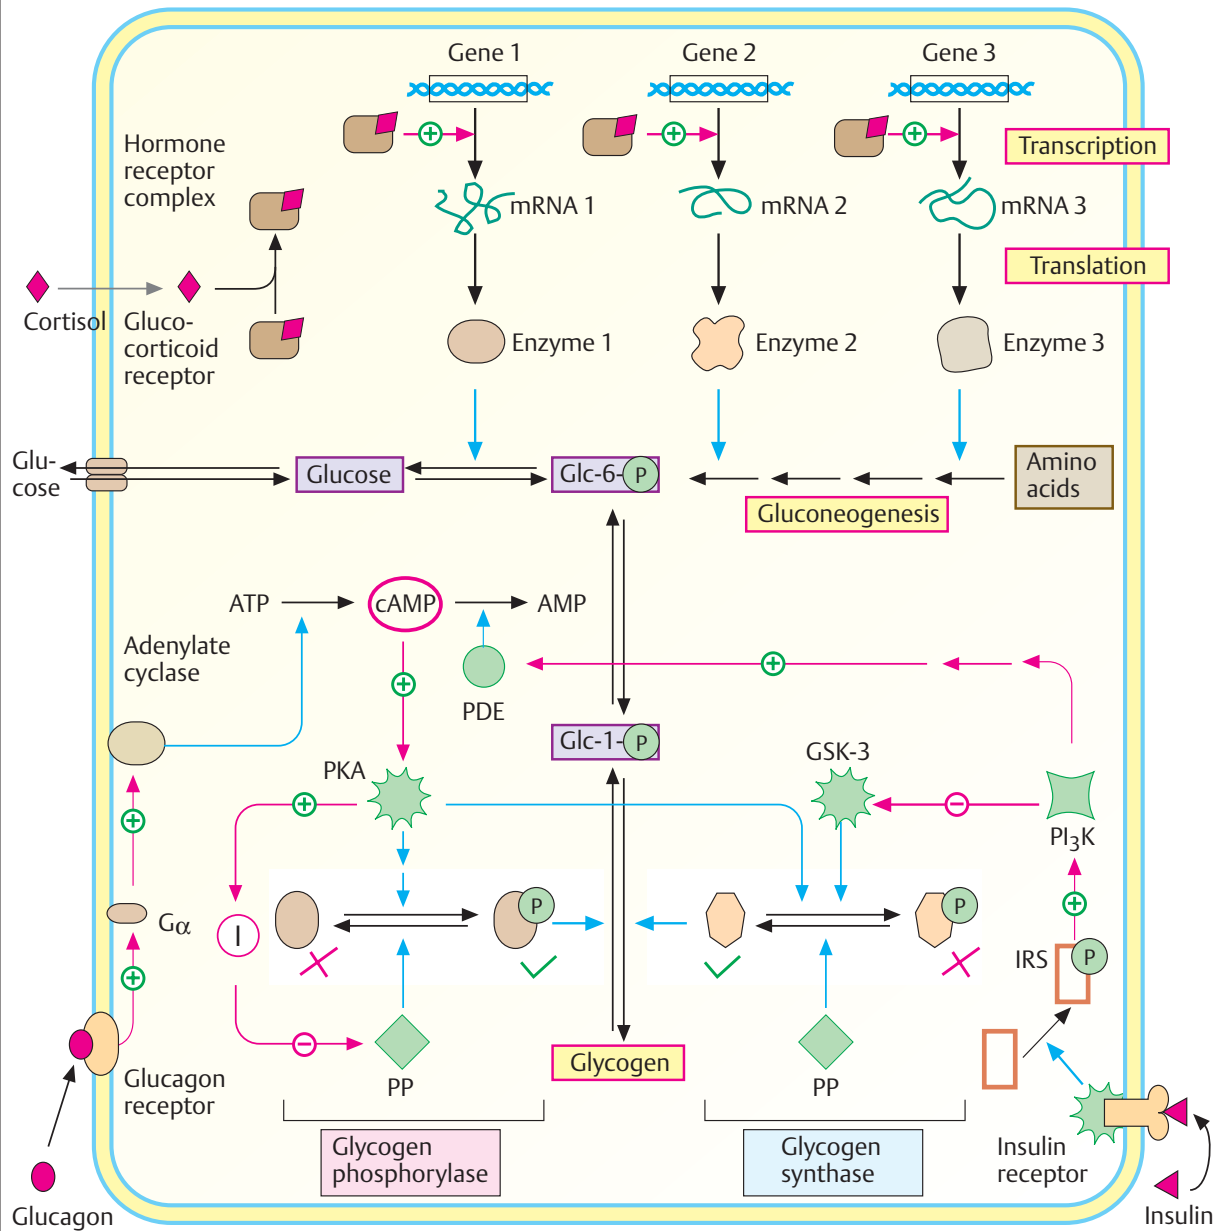 Gene 1
Gene 2
Gene 3
Hormone
receptor
complex
Transcription
mRNA 1
mRNA 2
mRNA 3
Translation
Cortisol
Gluco-
corticoid
receptor
Enzyme 1
Enzyme 2
Enzyme 3
Glu-
cose
Glucose
Glc-6-P
Amino
acids
Gluconeogenesis
ATP
cAMP
AMP
Adenylate
cyclase
PDE
Glc-1-P
GSK-3
PKA
PI3K
Gα
I
P
P
IRS
P
PP
Glycogen
PP
Glucagon
receptor
Glycogen
phosphorylase
Glycogen
synthase
Insulin
receptor
Glucagon
Insulin